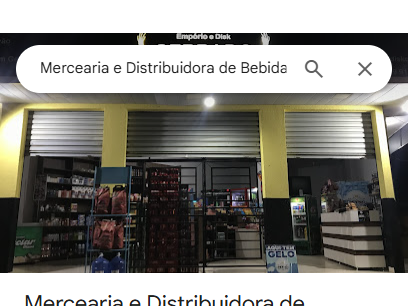 Empório e Disk
Mercearia e Distribuidora de Bebida
AQUI TEM
GELO
Mercearia e Distribuidora de